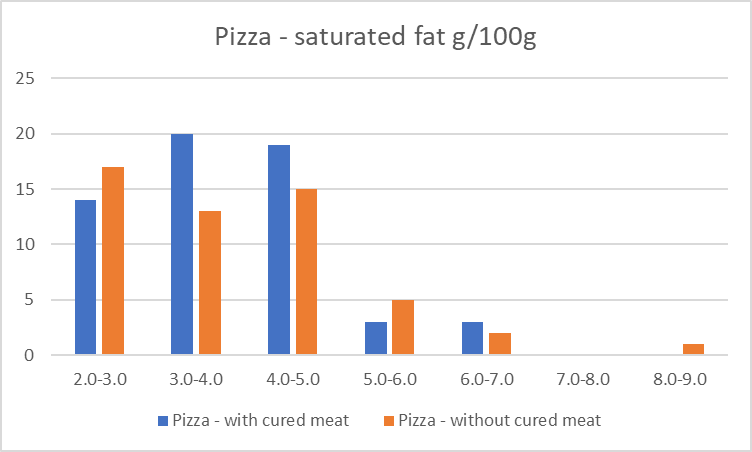 Pizza - saturated fat g/100g
25
20
15
10
5
0
2.0-3.0 3.0-4.0 4.0-5.0 5.0-6.0 6.0-7.0 7.0-8.0 8.0-9.0
Pizza - with cured meat Pizza - without cured meat